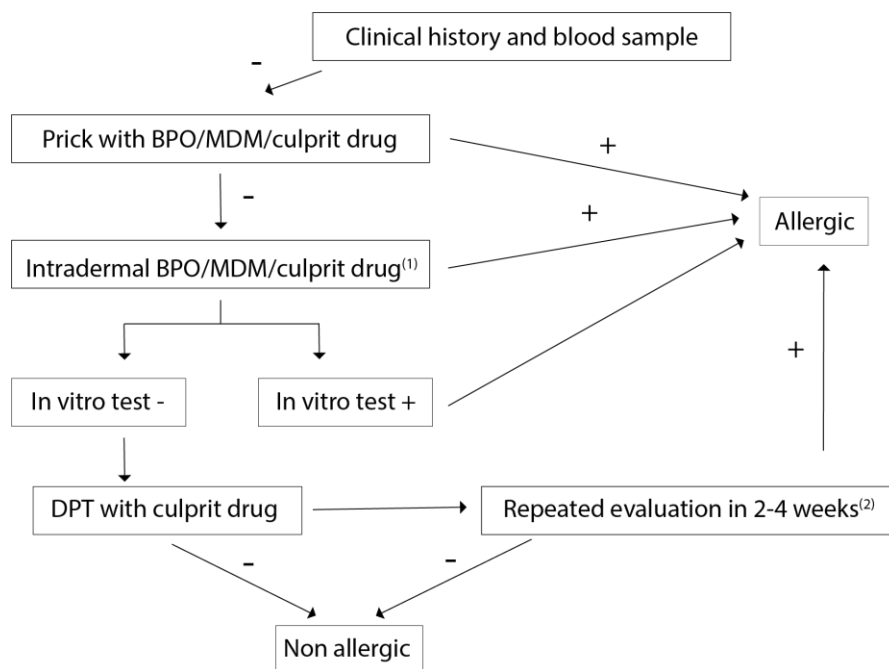 Clinical history and blood sample
-
Prick with BPO/MDM/culprit drug
+
-
+
Allergic
Intradermal BPO/MDM/culprit drug(1)
+
In vitro test -
In vitro test +
DPT with culprit drug
Repeated evaluation in 2-4 weeks(2)
-
-
Non allergic